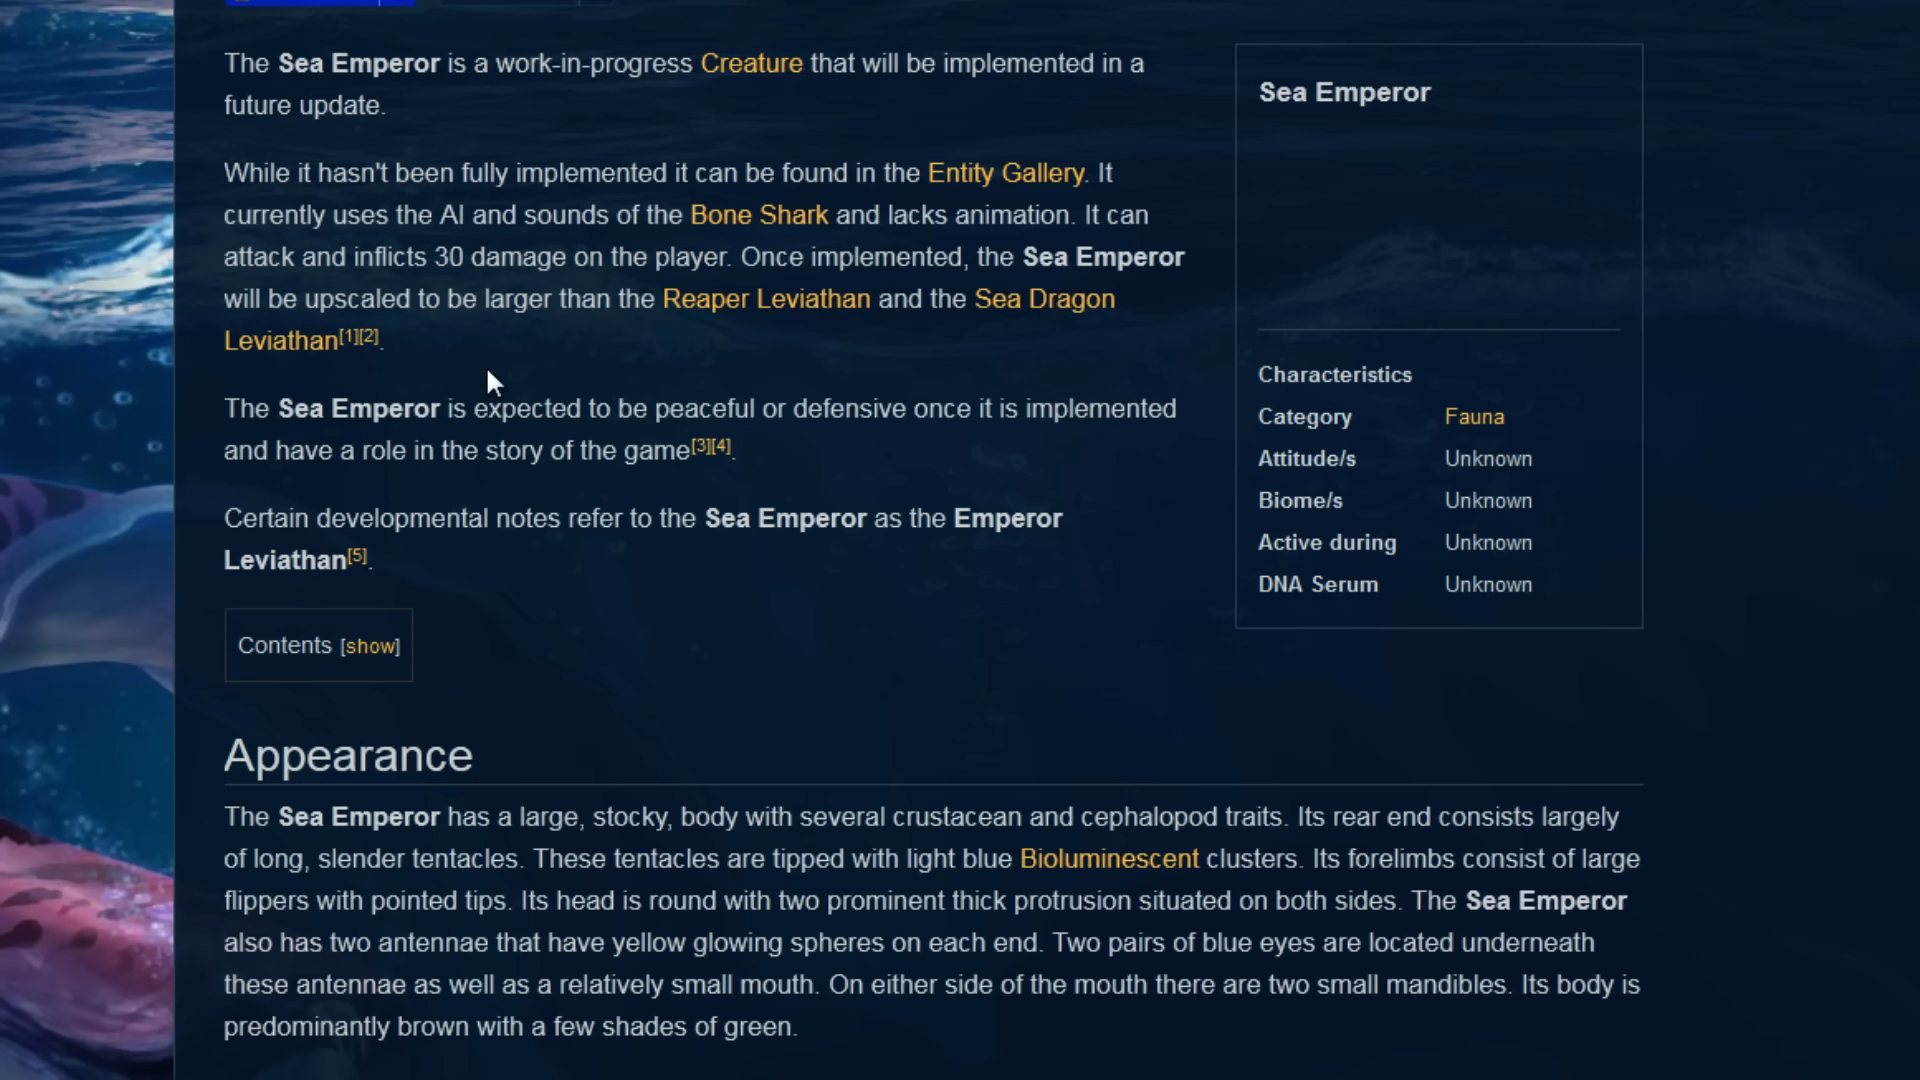 The Sea Emperor is a work-in-progress Creature that will be implemented in a
future update.
While it hasn't been fully implemented it can be found in the Entity Gallery. It
currently uses the AI and sounds of the Bone Shark and lacks animation. It can
attack and inflicts 30 damage on the player. Once implemented, the Sea Emperor
will be upscaled to be larger than the Reaper Leviathan and the Sea Dragon
Leviathan[1][2].
The Sea Emperor is expected to be peaceful or defensive once it is implemented
and have a role in the story of the game[3][4].
Certain developmental notes refer to the Sea Emperor as the Emperor
Leviathan[5].
Contents [show]
Sea Emperor
Characteristics
Category Fauna
Attitude/s Unknown
Biome/s Unknown
Active during Unknown
DNA Serum Unknown
Appearance
The Sea Emperor has a large, stocky, body with several crustacean and cephalopod traits. Its rear end consists largely
of long, slender tentacles. These tentacles are tipped with light blue Bioluminescent clusters. Its forelimbs consist of large
flippers with pointed tips. Its head is round with two prominent thick protrusion situated on both sides. The Sea Emperor
also has two antennae that have yellow glowing spheres on each end. Two pairs of blue eyes are located underneath
these antennae as well as a relatively small mouth. On either side of the mouth there are two small mandibles. Its body is
predominantly brown with a few shades of green.